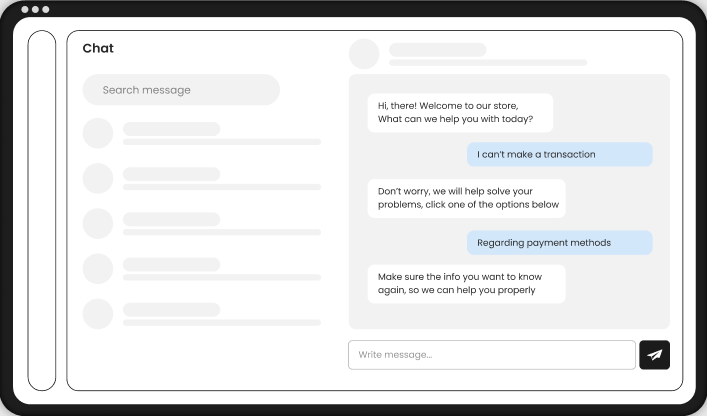 Chat
Search message
Hi, there! Welcome to our store,
What can we help you with today?
I can't make a transaction
Don't worry, we will help solve your
problems, click one of the options below
Regarding payment methods
Make sure the info you want to know
again, so we can help you properly
Write message...